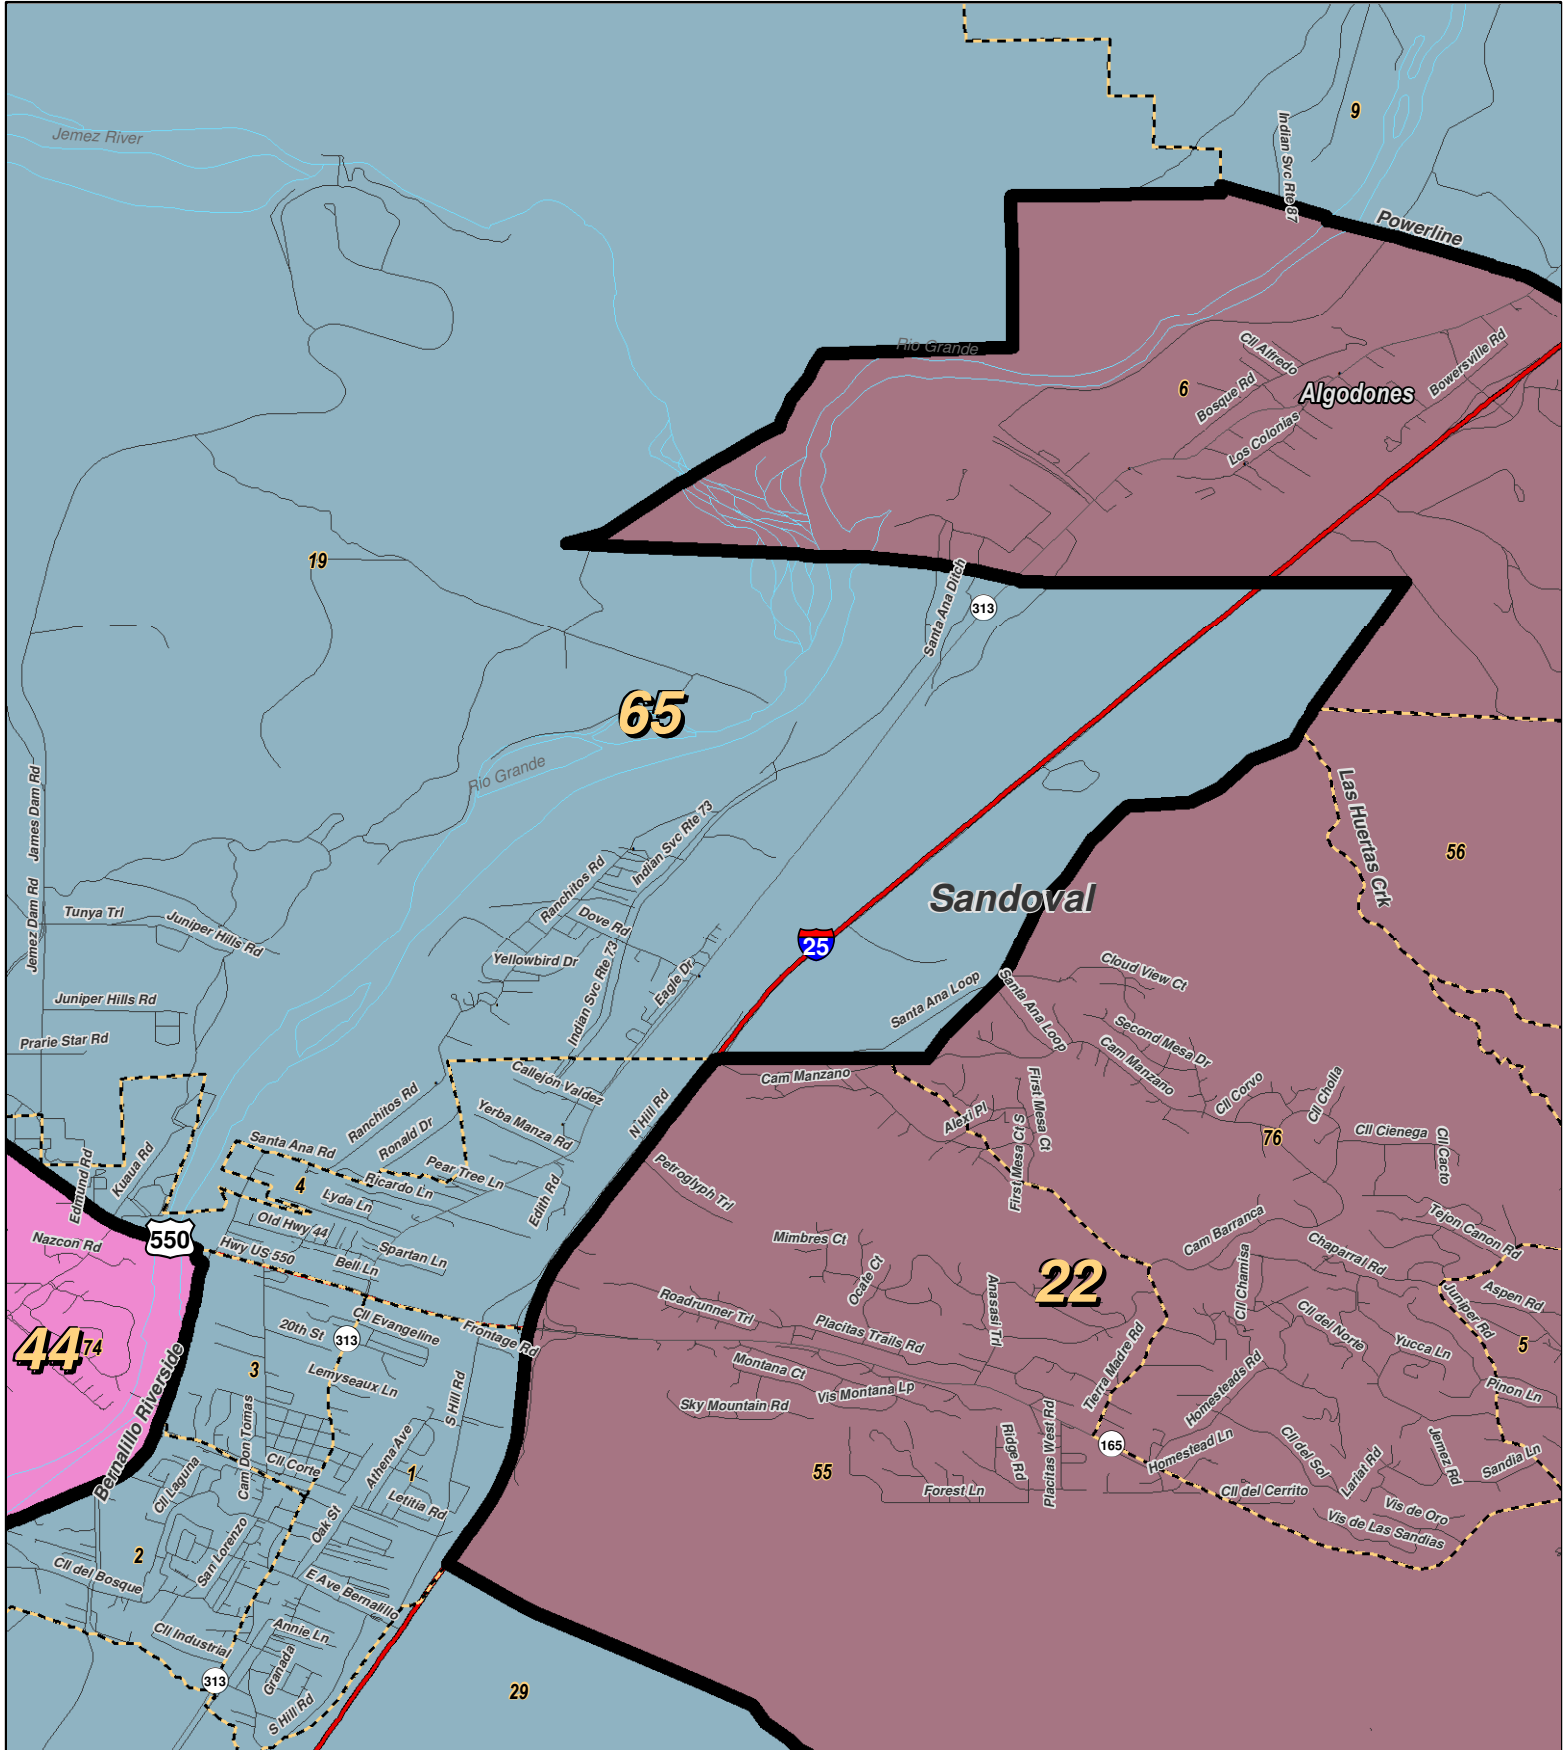 9
Jemez River
Indian Svc Rte 87
Powerline
Rio Grande
Cll Alfredo
Bowersville Rd
6
Bosque Rd
Algodones
Los Colonias
19
Santa Ana Ditch
313
65
Rio Grande
Las Huertas Crk
James Dam Rd
Indian Svc Rte 73
56
Ranchitos Rd
Sandoval
Jemez Dam Rd
Tunya Trl
Juniper Hills Rd
Dove Rd
25
Yellowbird Dr
Indian Svc Rte 73
Eagle Dr
Cloud View Ct
Santa Ana Loop
Santa Ana Loop
Juniper Hills Rd
Second Mesa Dr
Prarie Star Rd
Cam Manzano
Callejón Valdez
Cam Manzano
First Mesa Ct
Cll Corvo
Cll Cholla
Ranchitos Rd
Yerba Manza Rd
N Hill Rd
Alexi Pl
First Mesa Ct S
76
Cll Cienega
Cll Cacto
Santa Ana Rd
Ronald Dr
Edmund Rd
Kuaua Rd
Pear Tree Ln
Petroglyph Trl
4
Ricardo Ln
Lyda Ln
Edith Rd
Old Hwy 44
Cam Barranca
Tejon Canon Rd
Nazcon Rd
550
Mimbres Ct
Hwy US 550
Spartan Ln
Bell Ln
Chaparral Rd
Cll Chamisa
Ocate Ct
22
Anasasi Trl
Aspen Rd
Juniper Rd
Roadrunner Trl
20th St
313
Cll Evangeline
Frontage Rd
Placitas Trails Rd
Cll del Norte
Yucca Ln
5
44
74
Tierra Madre Rd
3
Lemyseaux Ln
Montana Ct
Vis Montana Lp
Homesteads Rd
Pinon Ln
Bernalillo Riverside
S Hill Rd
Sky Mountain Rd
Cam Don Tomas
Athena Ave
Ridge Rd
Placitas West Rd
165
Homestead Ln
Cll del Sol
Lariat Rd
Jemez Rd
Sandia Ln
Cll Corte
1
55
Cll Laguna
Letitia Rd
Forest Ln
Cll del Cerrito
Vis de Oro
Oak St
San Lorenzo
Vis de Las Sandias
2
Cll del Bosque
E Ave Bernalillo
Cll Industrial
Annie Ln
Granada
313
29
S Hill Rd